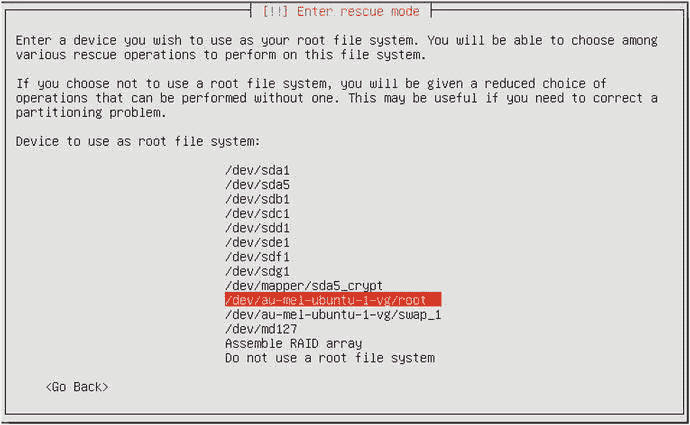 [!!] Enter rescue mode
Enter a device you wish to use as your root file system. You will be able to choose among
various rescue operations to perform on this file system.
If you choose not to use a root file system, you will be given a reduced choice of
operations that can be performed without one. This may be useful if you need to correct a
partitioning problem.
Device to use as root file system:
/dev/sda1
/dev/sda5
/dev/sdb1
/dev/sdc1
/dev/sdd1
/dev/sde1
/dev/sdf1
/dev/sdg1
/dev/mapper/sda5_crypt
/dev/au-mel-ubuntu-1-vg/root
/dev/au-mel-ubuntu-1-vg/swap_1
/dev/md127
Assemble RAID array
Do not use a root file system
<Go Back>